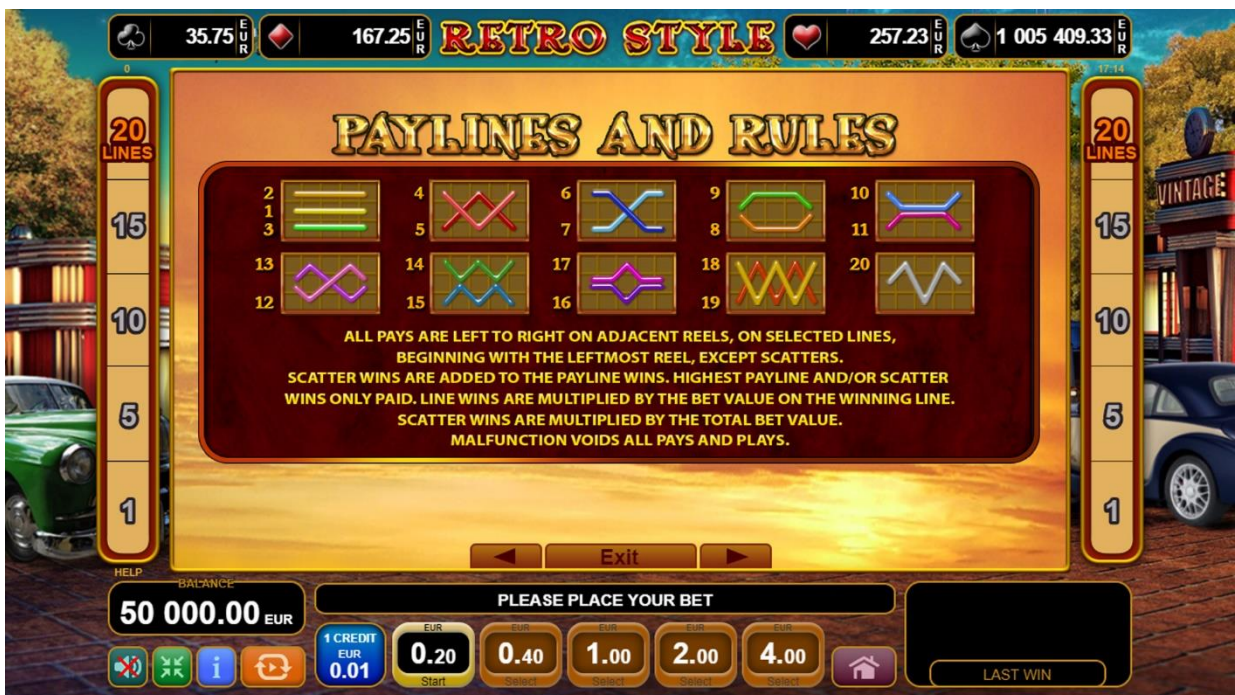 35.75 EUR 167.25 EUR RETRO STYLE 257.23 EUR 1 005 409.33 EUR
0 17:14
PAYLINES AND RULES
20 LINES
15
10
5
1
20 LINES
15
10
5
1
VINTAGE
2 4 6 9 10
1
3 5 7 8 11
13 14 17 18 20
12 15 16 19
ALL PAYS ARE LEFT TO RIGHT ON ADJACENT REELS, ON SELECTED LINES,
BEGINNING WITH THE LEFTMOST REEL, EXCEPT SCATTERS.
SCATTER WINS ARE ADDED TO THE PAYLINE WINS. HIGHEST PAYLINE AND/OR SCATTER
WINS ONLY PAID. LINE WINS ARE MULTIPLIED BY THE BET VALUE ON THE WINNING LINE.
SCATTER WINS ARE MULTIPLIED BY THE TOTAL BET VALUE.
MALFUNCTION VOIDS ALL PAYS AND PLAYS.
Exit
HELP
BALANCE
50 000.00 EUR
PLEASE PLACE YOUR BET
1 CREDIT
EUR
0.01
EUR
0.20
Start
EUR
0.40
Select
EUR
1.00
Select
EUR
2.00
Select
EUR
4.00
Select
i
LAST WIN